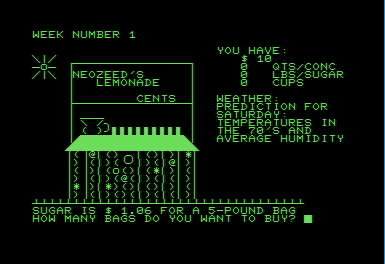 WEEK NUMBER 1
YOU HAVE:
$ 10
0 QTS/CONC
0 LBS/SUGAR
0 CUPS
NEOZEED'S
LEMONADE
CENTS
WEATHER:
PREDICTION FOR
SATURDAY:
TEMPERATURES IN
THE 70'S AND
AVERAGE HUMIDITY
SUGAR IS $ 1.06 FOR A 5-POUND BAG
HOW MANY BAGS DO YOU WANT TO BUY?